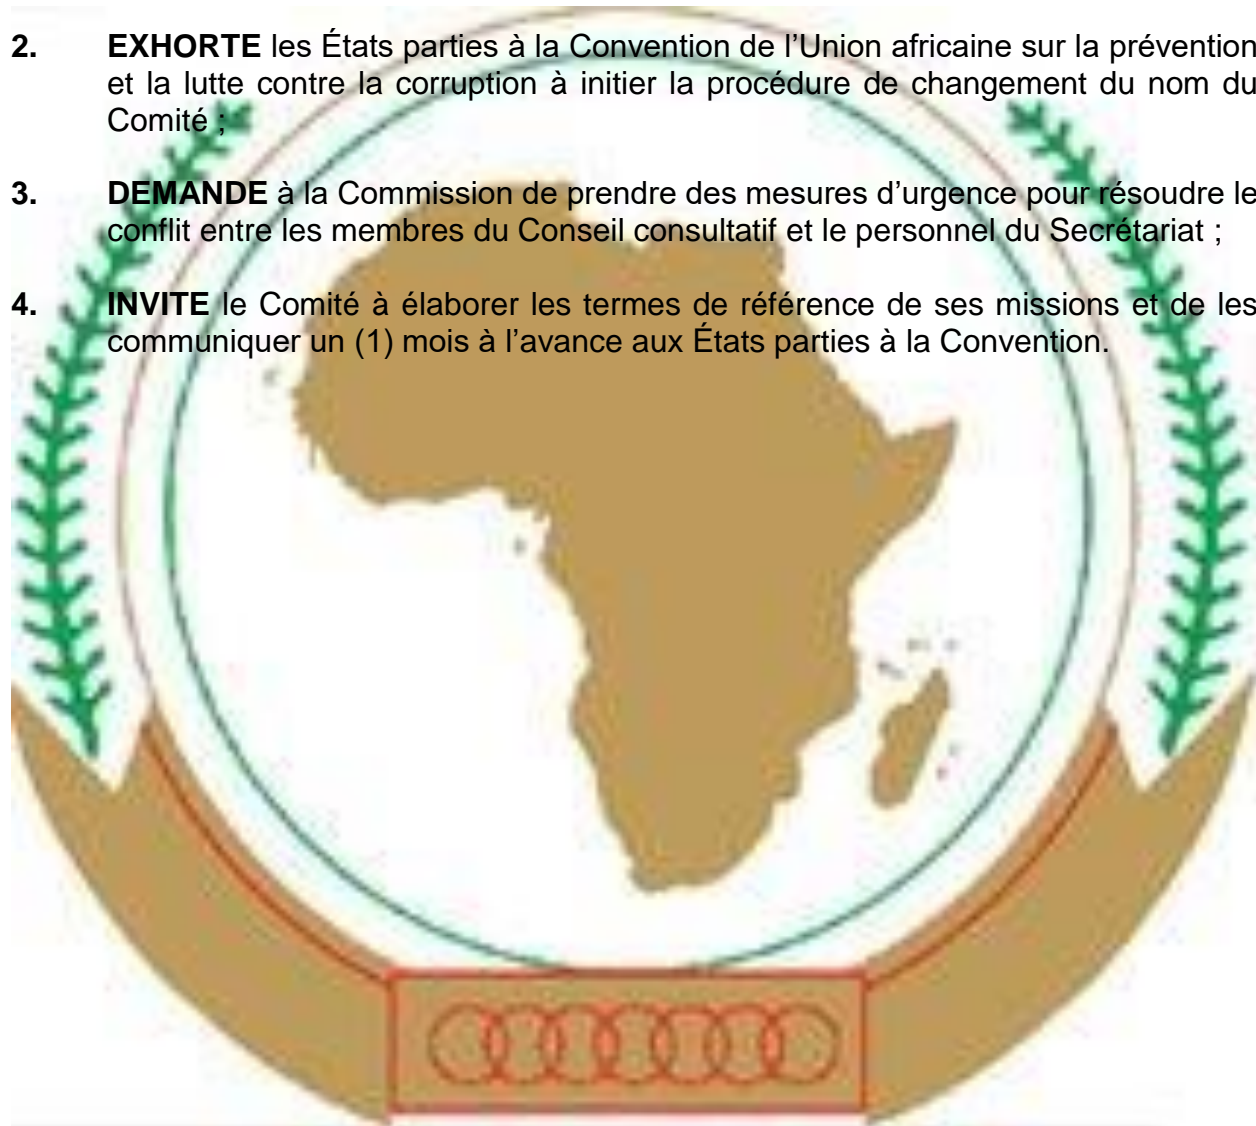 2. EXHORTE les États parties à la Convention de l’Union africaine sur la prévention
et la lutte contre la corruption à initier la procédure de changement du nom du
Comité ;
3. DEMANDE à la Commission de prendre des mesures d’urgence pour résoudre le
conflit entre les membres du Conseil consultatif et le personnel du Secrétariat ;
4. INVITE le Comité à élaborer les termes de référence de ses missions et de les
communiquer un (1) mois à l’avance aux États parties à la Convention.